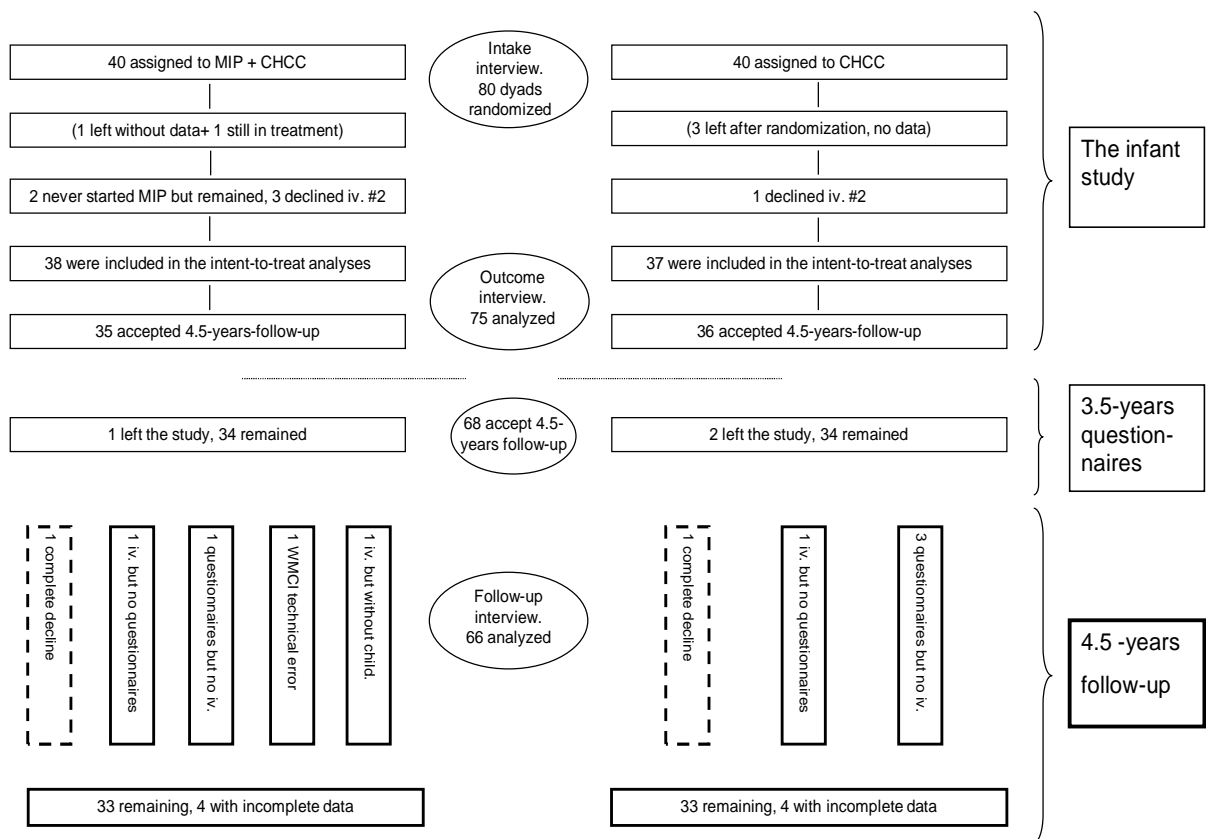 40 assigned to MIP + CHCC
(1 left without data+ 1 still in treatment)
2 never started MIP but remained, 3 declined iv. #2
38 were included in the intent-to-treat analyses
35 accepted 4.5-years-follow-up
Intake
interview.
80 dyads
randomized
40 assigned to CHCC
(3 left after randomization, no data)
1 declined iv. #2
37 were included in the intent-to-treat analyses
36 accepted 4.5-years-follow-up
Outcome
interview.
75 analyzed
The infant
study
1 left the study, 34 remained
68 accept 4.5-
years follow-up
2 left the study, 34 remained
3.5-years
question-
naires
1 complete decline
1 iv. but no questionnaires
1 questionnaires but no iv.
1 WMCI technical error
1 iv. but without child.
Follow-up
interview.
66 analyzed
1 complete decline
1 iv. but no questionnaires
3 questionnaires but no iv.
4.5 -years
follow-up
33 remaining, 4 with incomplete data
33 remaining, 4 with incomplete data